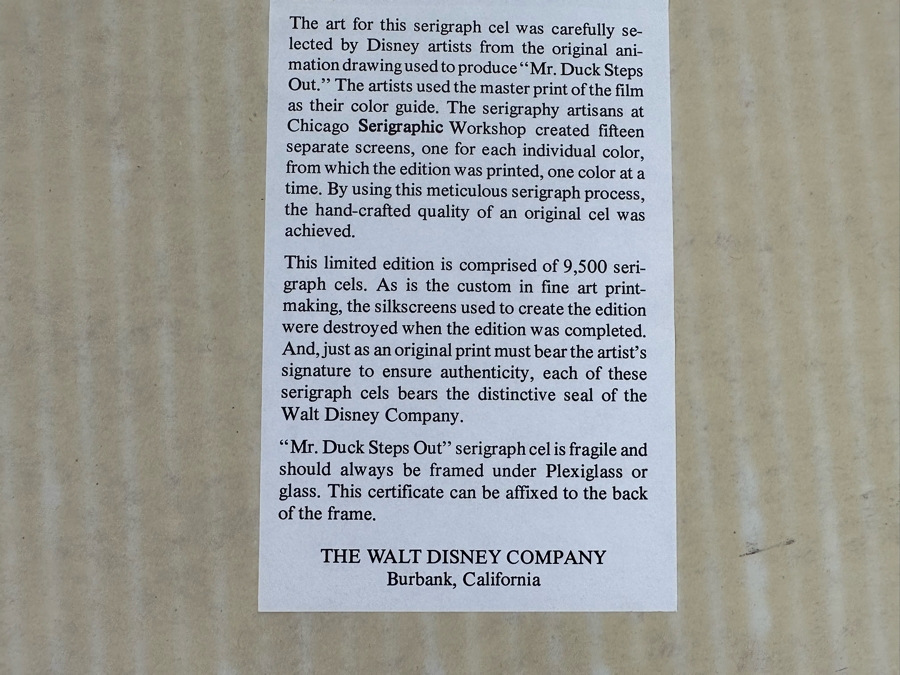 The art for this serigraph cel was carefully se-
lected by Disney artists from the original ani-
mation drawing used to produce “Mr. Duck Steps
Out.” The artists used the master print of the film
as their color guide. The serigraphy artisans at
Chicago Serigraphic Workshop created fifteen
separate screens, one for each individual color,
from which the edition was printed, one color at a
time. By using this meticulous serigraph process,
the hand-crafted quality of an original cel was
achieved.
This limited edition is comprised of 9,500 seri-
graph cels. As is the custom in fine art print-
making, the silkscreens used to create the edition
were destroyed when the edition was completed.
And, just as an original print must bear the artist’s
signature to ensure authenticity, each of these
serigraph cels bears the distinctive seal of the
Walt Disney Company.
“Mr. Duck Steps Out” serigraph cel is fragile and
should always be framed under Plexiglass or
glass. This certificate can be affixed to the back
of the frame.
THE WALT DISNEY COMPANY
Burbank, California